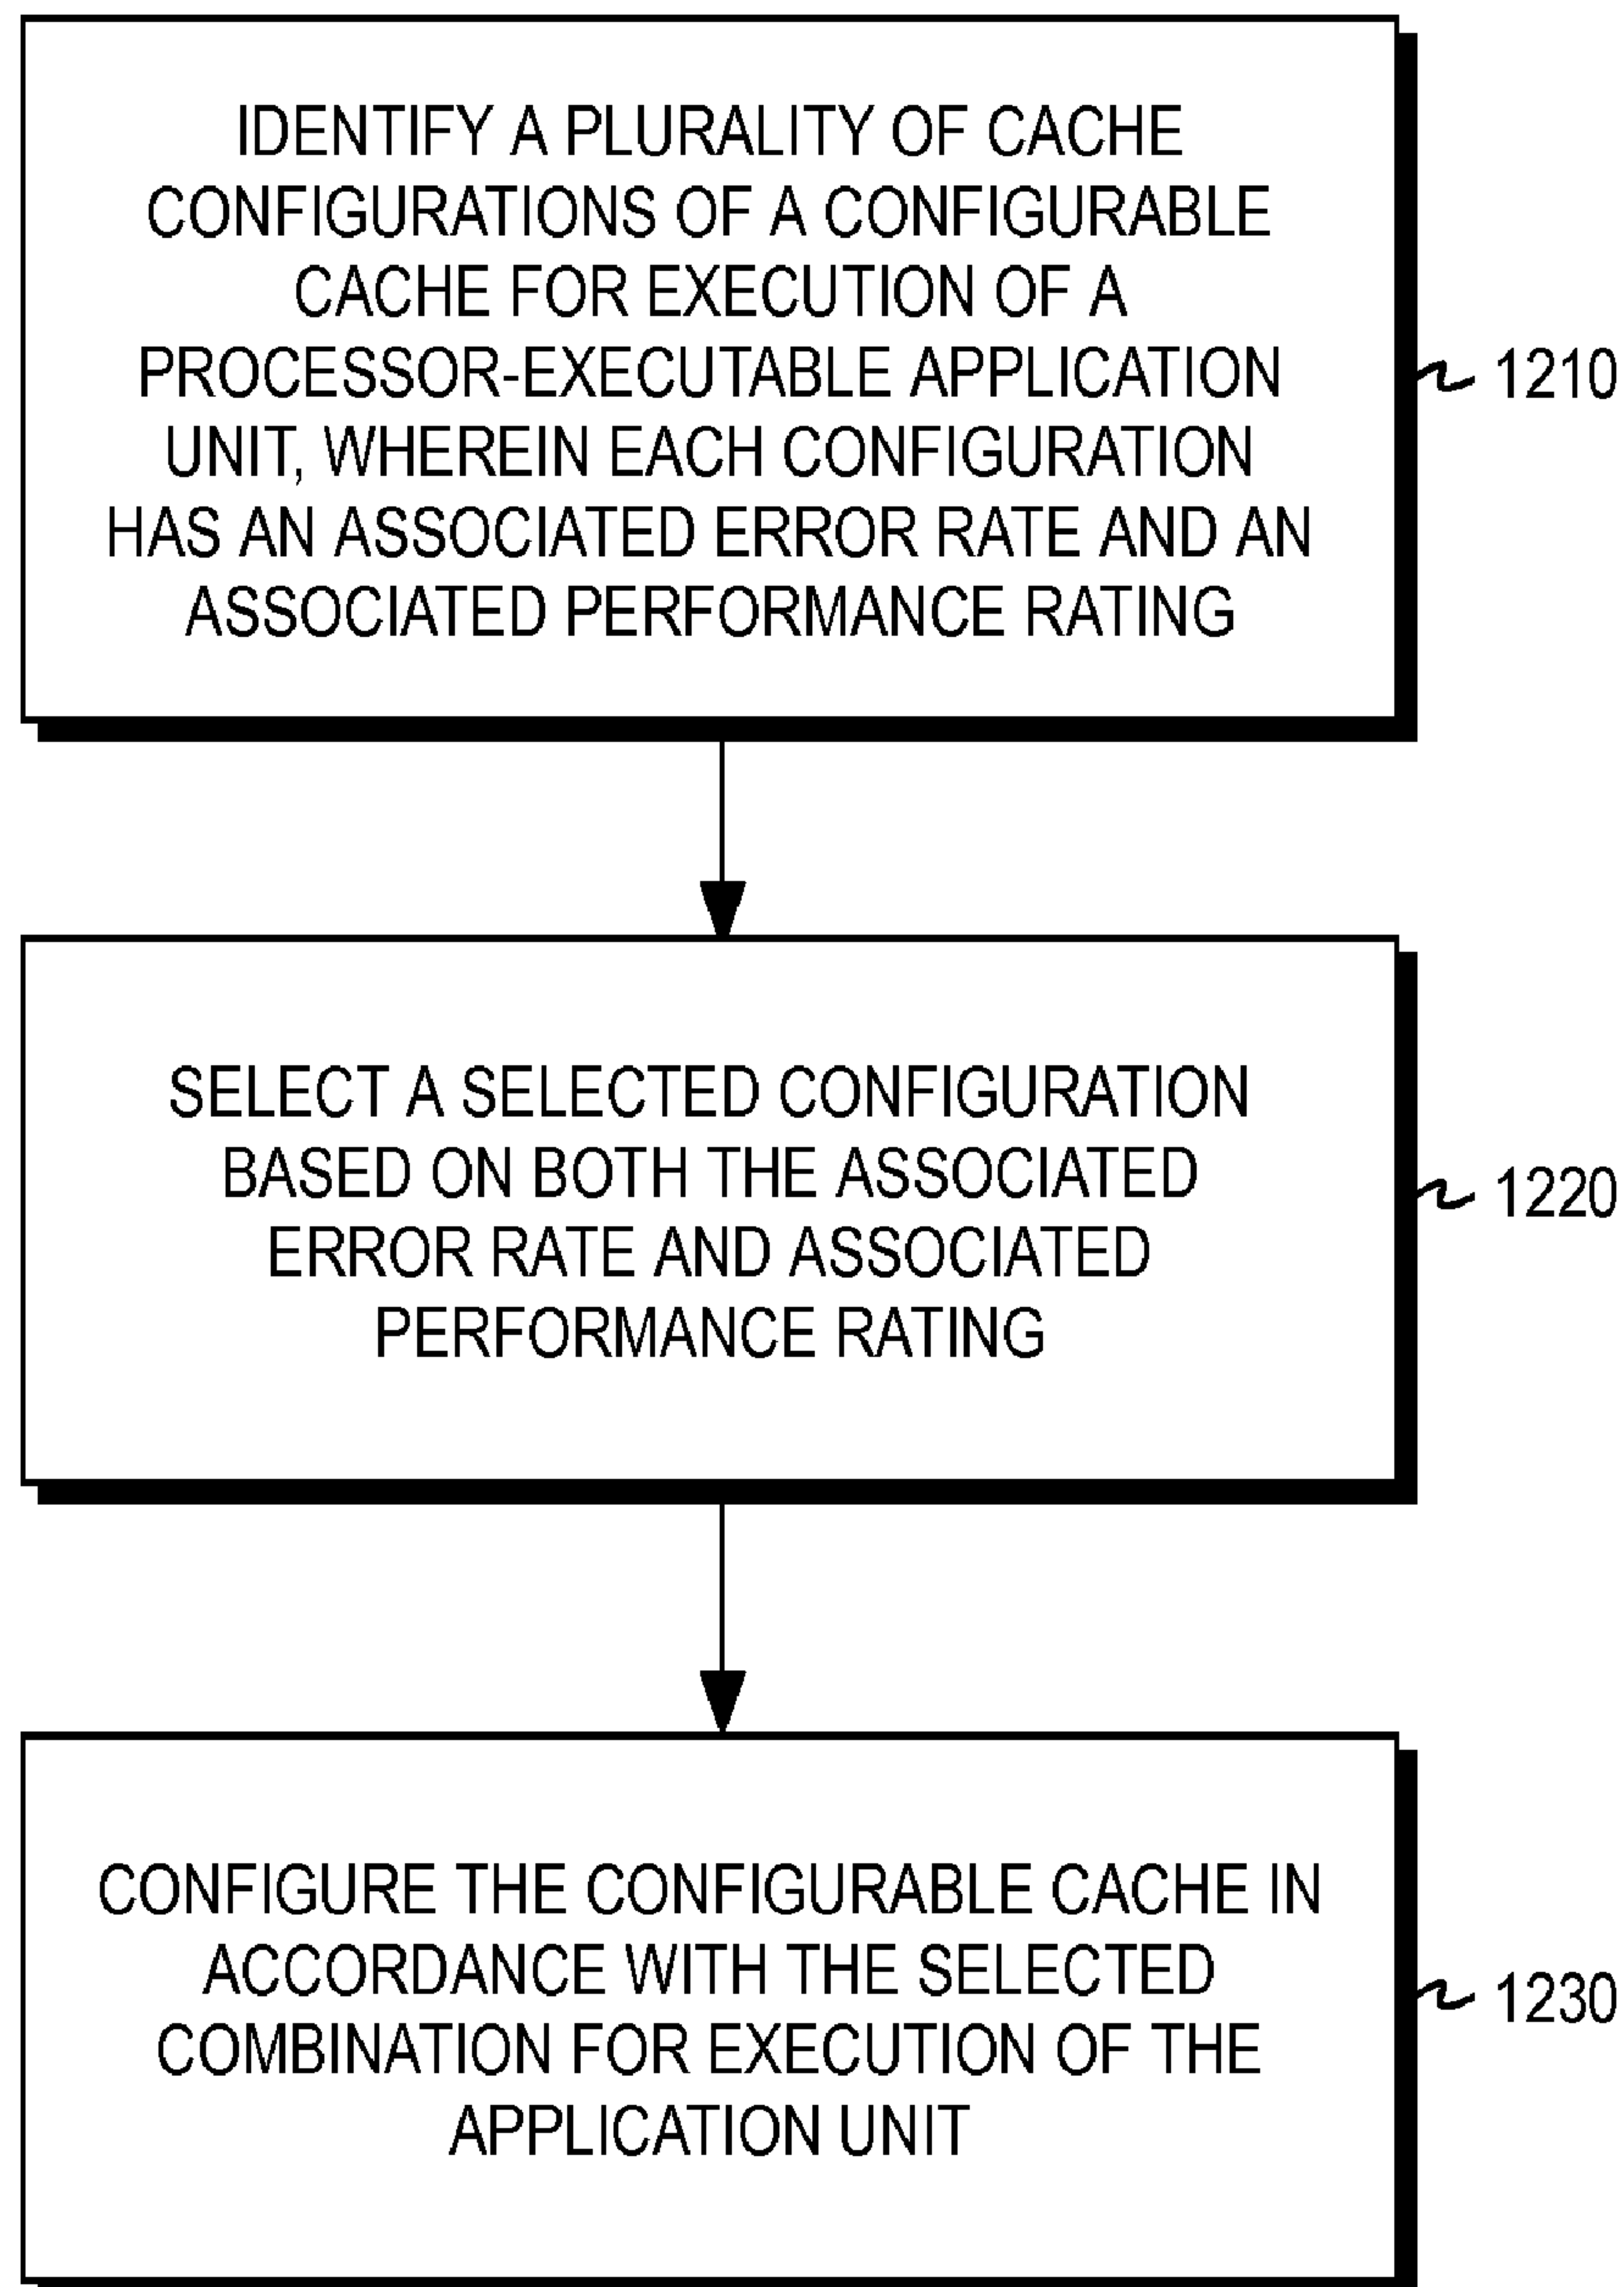 IDENTIFY A PLURALITY OF CACHE
CONFIGURATIONS OF A CONFIGURABLE
CACHE FOR EXECUTION OF A
PROCESSOR-EXECUTABLE APPLICATION
UNIT, WHEREIN EACH CONFIGURATION
HAS AN ASSOCIATED ERROR RATE AND AN
ASSOCIATED PERFORMANCE RATING
1210
SELECT A SELECTED CONFIGURATION
BASED ON BOTH THE ASSOCIATED
ERROR RATE AND ASSOCIATED
PERFORMANCE RATING
1220
CONFIGURE THE CONFIGURABLE CACHE IN
ACCORDANCE WITH THE SELECTED
COMBINATION FOR EXECUTION OF THE
APPLICATION UNIT
1230